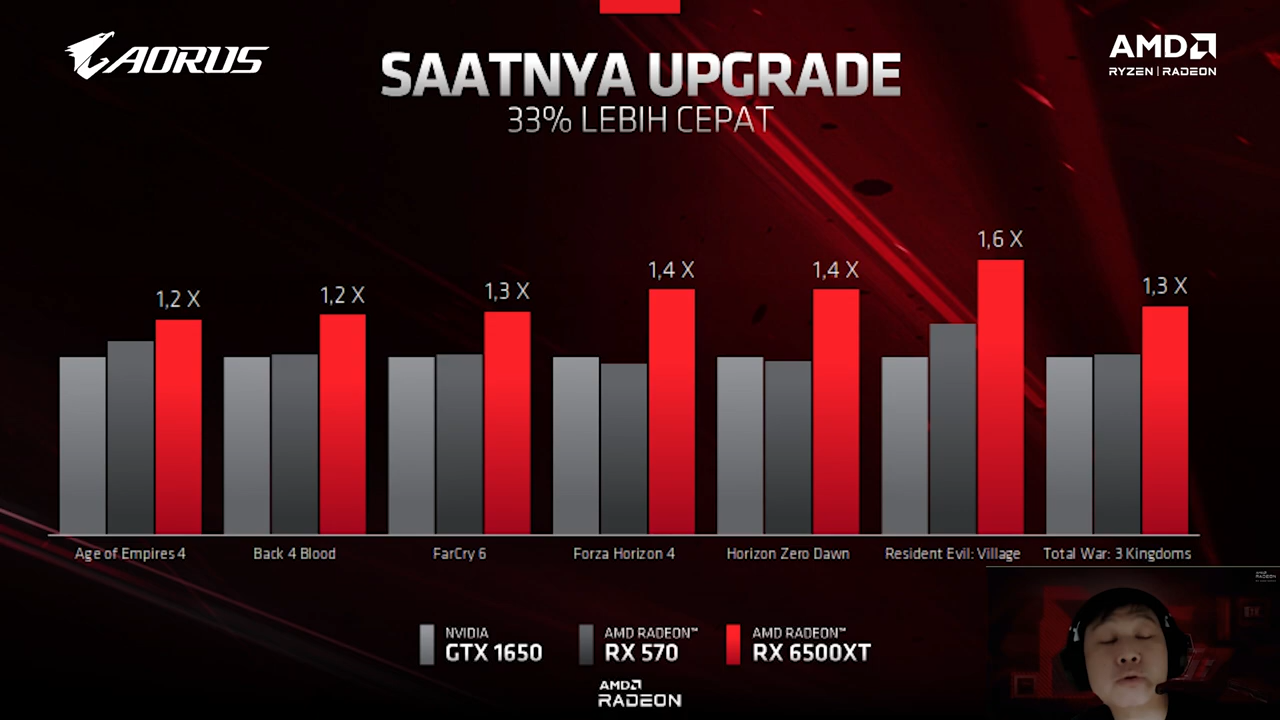 AORUS
AMD
RYZEN | RADEON
SAATNYA UPGRADE
33% LEBIH CEPAT
1,2 X
1,2 X
1,3 X
1,4 X
1,4 X
1,6 X
1,3 X
Age of Empires 4
Back 4 Blood
FarCry 6
Forza Horizon 4
Horizon Zero Dawn
Resident Evil: Village
Total War: 3 Kingdoms
NVIDIA
GTX 1650
AMD RADEON™
RX 570
AMD RADEON™
RX 6500XT
AMD
RADEON
AMD
RADEON